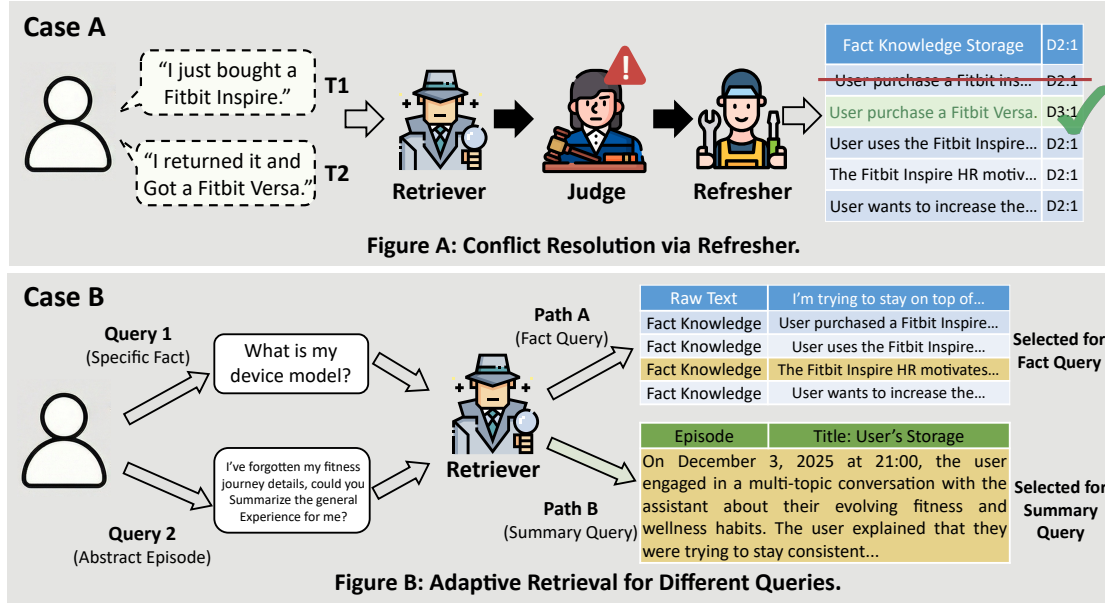 Case A
“I just bought a
Fitbit Inspire.”
T1
“I returned it and
Got a Fitbit Versa.”
T2
Retriever
Judge
Refresher
Fact Knowledge Storage D2:1
User purchase a Fitbit ins... D2:1
User purchase a Fitbit Versa. D3:1
User uses the Fitbit Inspire... D2:1
The Fitbit Inspire HR motiv... D2:1
User wants to increase the... D2:1
Figure A: Conflict Resolution via Refresher.
Case B
Query 1
(Specific Fact)
What is my
device model?
Query 2
(Abstract Episode)
I’ve forgotten my fitness
journey details, could you
Summarize the general
Experience for me?
Retriever
Path A
(Fact Query)
Raw Text I’m trying to stay on top of...
Fact Knowledge User purchased a Fitbit Inspire...
Fact Knowledge User uses the Fitbit Inspire...
Fact Knowledge The Fitbit Inspire HR motivates...
Fact Knowledge User wants to increase the...
Selected for
Fact Query
Path B
(Summary Query)
Episode Title: User’s Storage
On December 3, 2025 at 21:00, the user
engaged in a multi-topic conversation with the
assistant about their evolving fitness and
wellness habits. The user explained that they
were trying to stay consistent...
Selected for
Summary
Query
Figure B: Adaptive Retrieval for Different Queries.